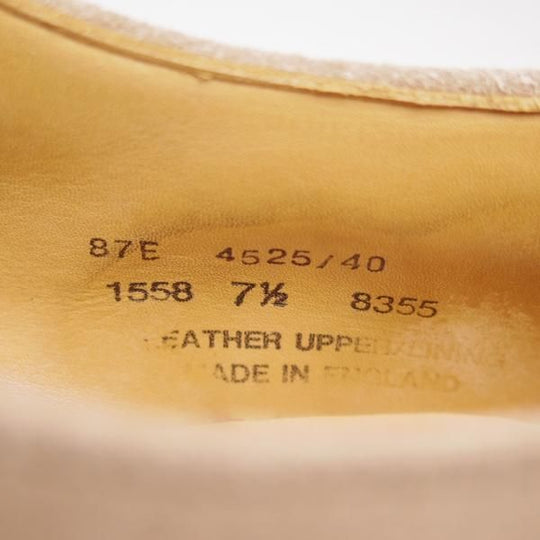 87E 4525/40
1558 7½ 8355
LEATHER UPPER/LINING
MADE IN ENGLAND